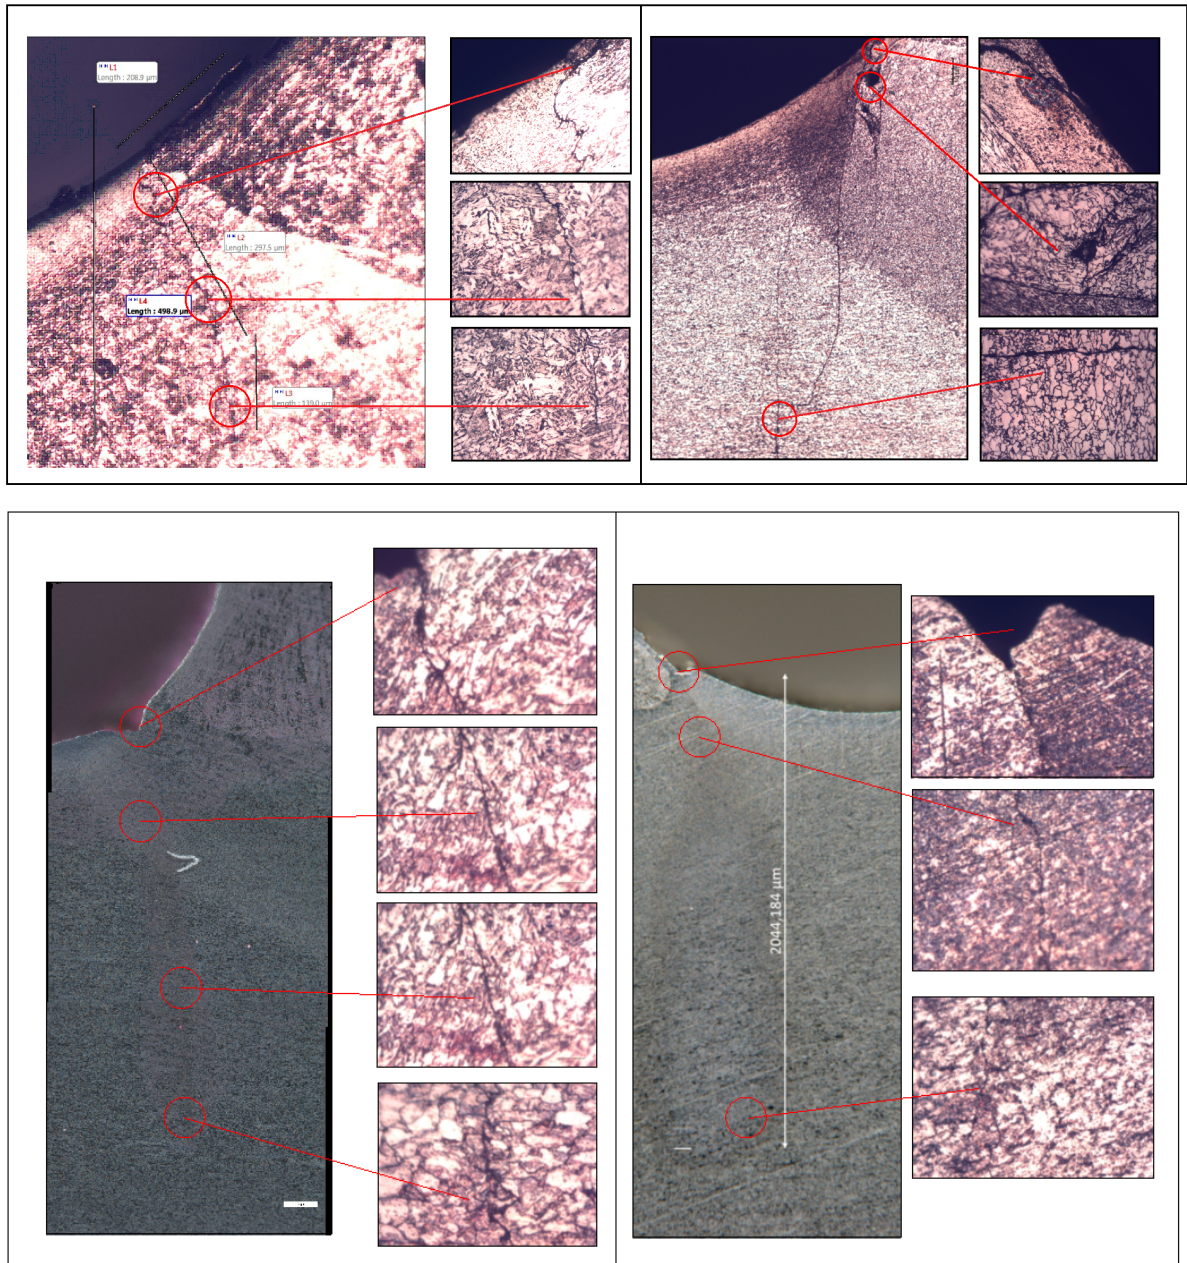 L1
Length : 208.9 µm
L2
Length : 297.5 µm
L4
Length : 498.9 µm
L3
Length : 139.0 µm
2044,184 µm